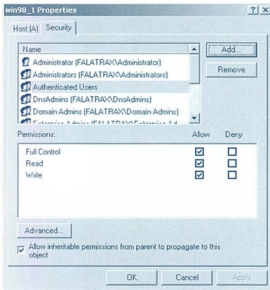 win98_1 Properties
? X
Host (A) Security
Name
Add...
Remove
Administrator (FALATRAX\Administrator)
Administrators (FALATRAX\Administrators)
Authenticated Users
DnsAdmins (FALATRAX\DnsAdmins)
Domain Admins (FALATRAX\Domain Admins)
Permissions: Allow Deny
Full Control
Read
Write
Advanced...
Allow inheritable permissions from parent to propagate to this
object
OK Cancel Apply